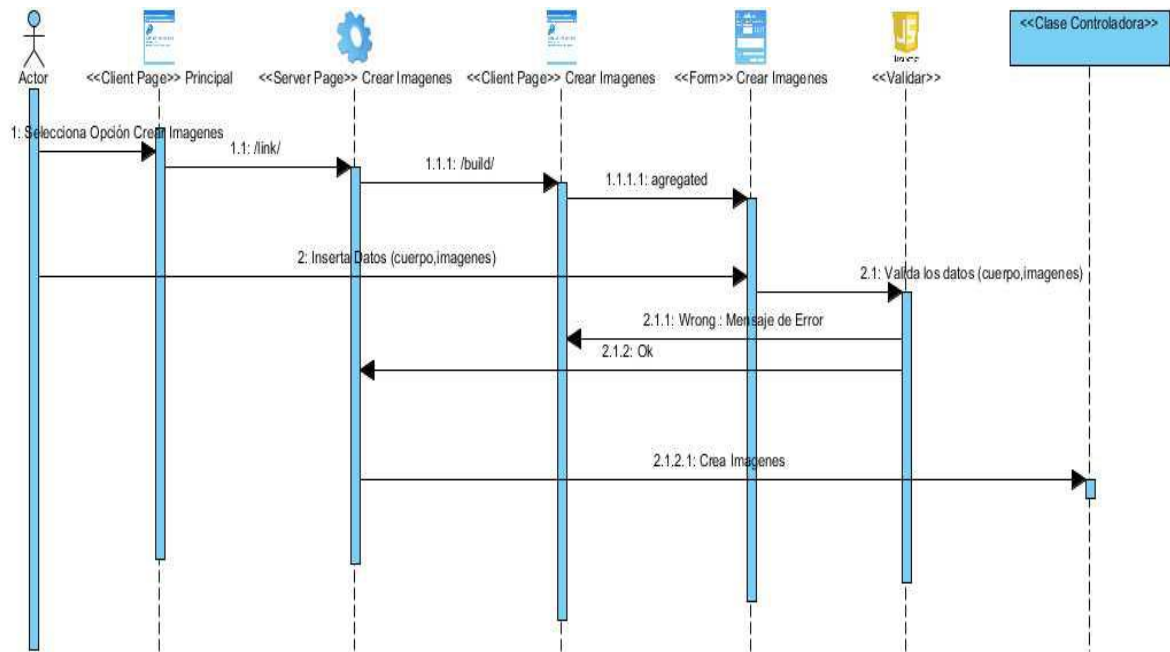 <<Clase Controladora>>
JS
Actor
<<Client Page>> Principal
<<Server Page>> Crear Imagenes
<<Client Page>> Crear Imagenes
<<Form>> Crear Imagenes
<<Validar>>
1: Selecciona Opción Crear Imagenes
1.1: /link/
1.1.1: /build/
1.1.1.1: agregated
2: Inserta Datos (cuerpo,imagenes)
2.1: Valida los datos (cuerpo,imagenes)
2.1.1: Wrong : Mensaje de Error
2.1.2: Ok
2.1.2.1: Crea Imagenes